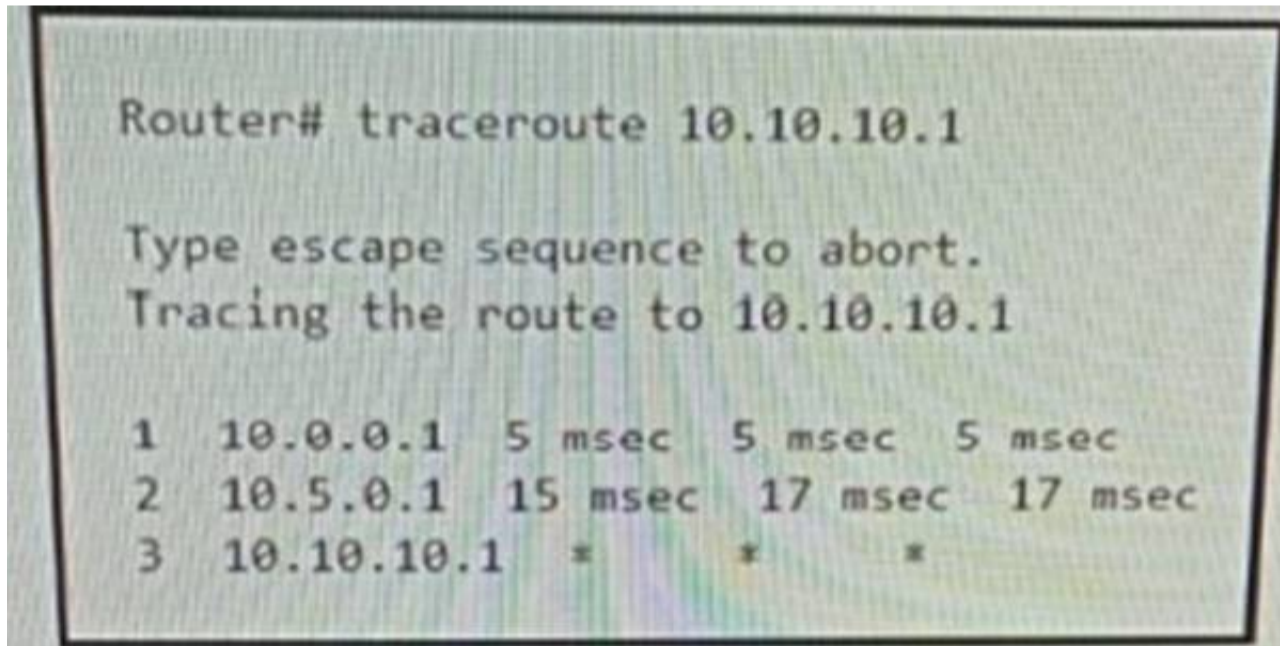 Router# traceroute 10.10.10.1
Type escape sequence to abort.
Tracing the route to 10.10.10.1
1 10.0.0.1 5 msec 5 msec 5 msec
2 10.5.0.1 15 msec 17 msec 17 msec
3 10.10.10.1 * * *